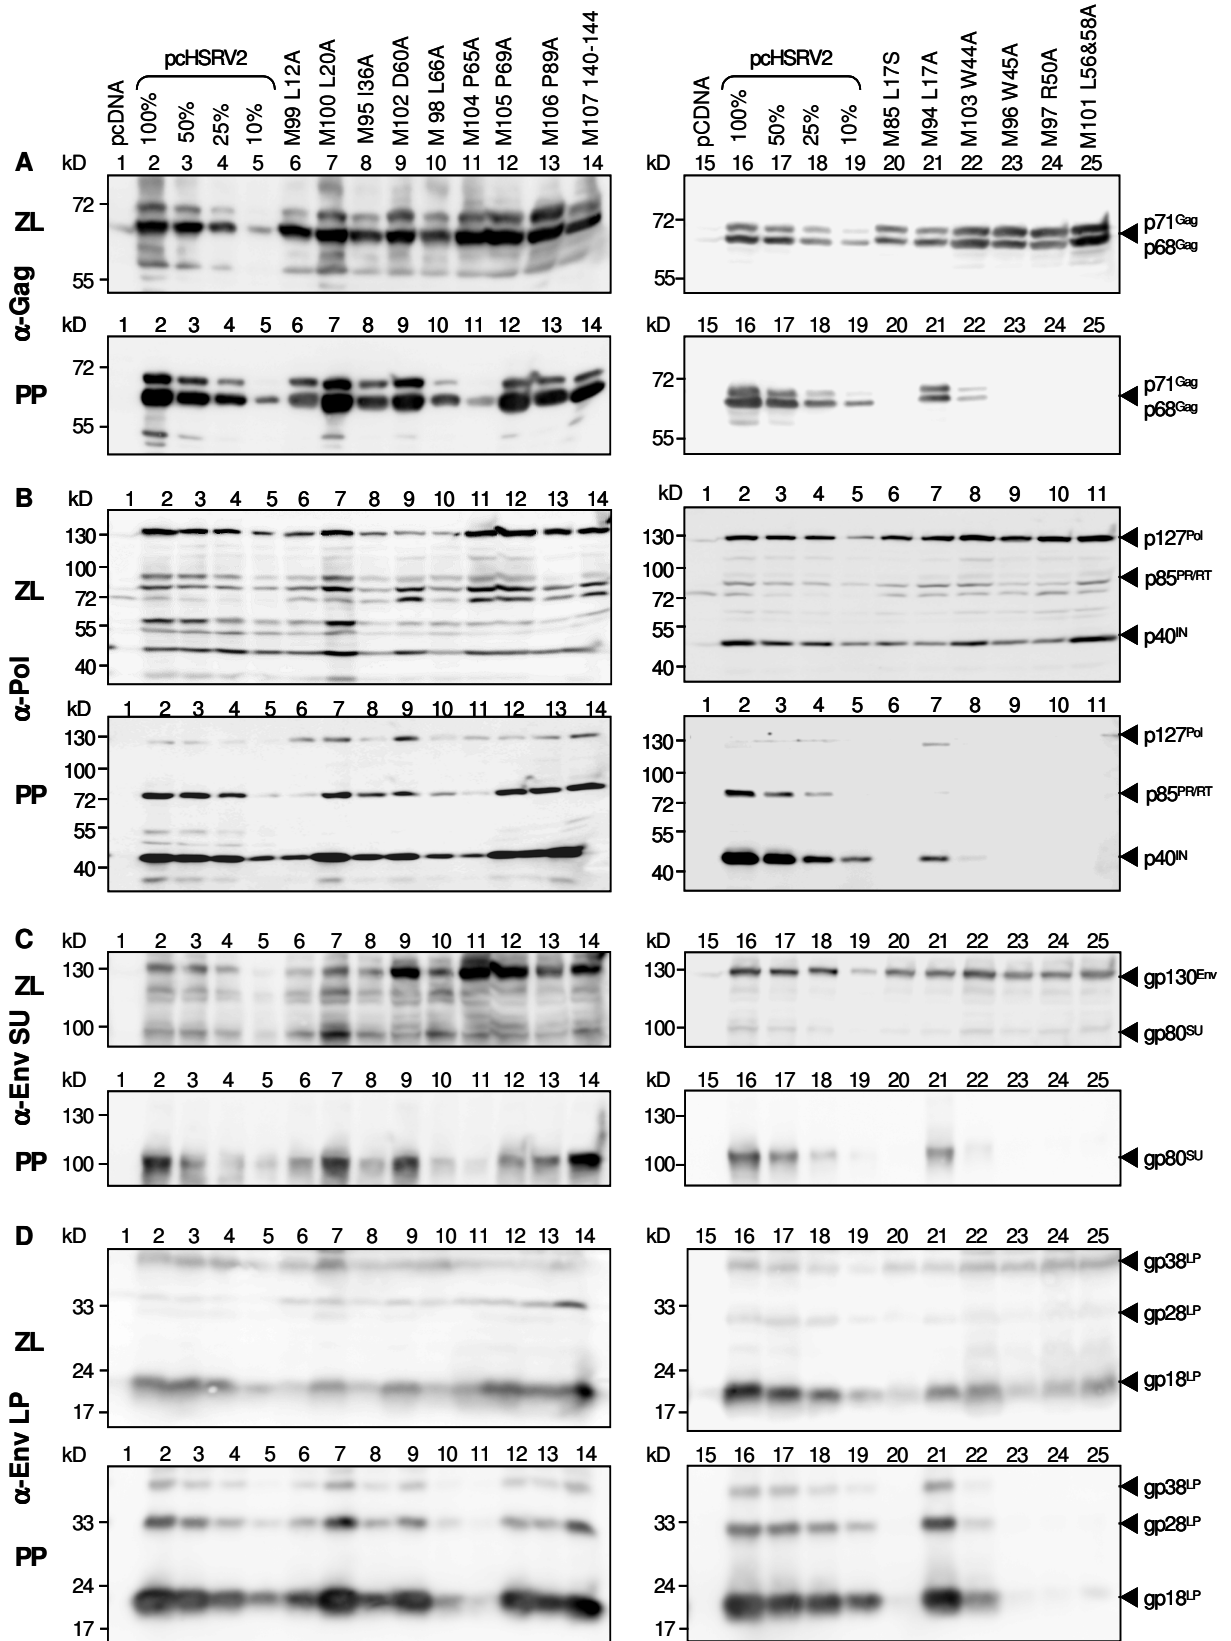 pcDNA
pcHSRV2
100%
50%
25%
10%
M99 L12A
M100 L20A
M95 I36A
M102 D60A
M 98 L66A
M104 P65A
M105 P69A
M106 P89A
M107 140-144
pCDNA
pcHSRV2
100%
50%
25%
10%
M85 L17S
M94 L17A
M103 W44A
M96 W45A
M97 R50A
M101 L56&58A
A kD 1 2 3 4 5 6 7 8 9 10 11 12 13 14
kD 15 16 17 18 19 20 21 22 23 24 25
α-Gag
ZL
72
55
72
55
p71Gag
p68Gag
kD 1 2 3 4 5 6 7 8 9 10 11 12 13 14
kD 15 16 17 18 19 20 21 22 23 24 25
PP
72
55
72
55
p71Gag
p68Gag
B kD 1 2 3 4 5 6 7 8 9 10 11 12 13 14
kD 1 2 3 4 5 6 7 8 9 10 11
α-Pol
ZL
130
100
72
55
40
130
100
72
55
40
p127Pol
p85PR/RT
p40IN
kD 1 2 3 4 5 6 7 8 9 10 11 12 13 14
kD 1 2 3 4 5 6 7 8 9 10 11
PP
130
100
72
55
40
130
100
72
55
40
p127Pol
p85PR/RT
p40IN
C kD 1 2 3 4 5 6 7 8 9 10 11 12 13 14
kD 15 16 17 18 19 20 21 22 23 24 25
α-Env SU
ZL
130
100
130
100
gp130Env
gp80SU
kD 1 2 3 4 5 6 7 8 9 10 11 12 13 14
kD 15 16 17 18 19 20 21 22 23 24 25
PP
130
100
130
100
gp80SU
D kD 1 2 3 4 5 6 7 8 9 10 11 12 13 14
kD 15 16 17 18 19 20 21 22 23 24 25
α-Env LP
ZL
33
24
17
33
24
17
gp38LP
gp28LP
gp18LP
kD 1 2 3 4 5 6 7 8 9 10 11 12 13 14
kD 15 16 17 18 19 20 21 22 23 24 25
PP
33
24
17
33
24
17
gp38LP
gp28LP
gp18LP